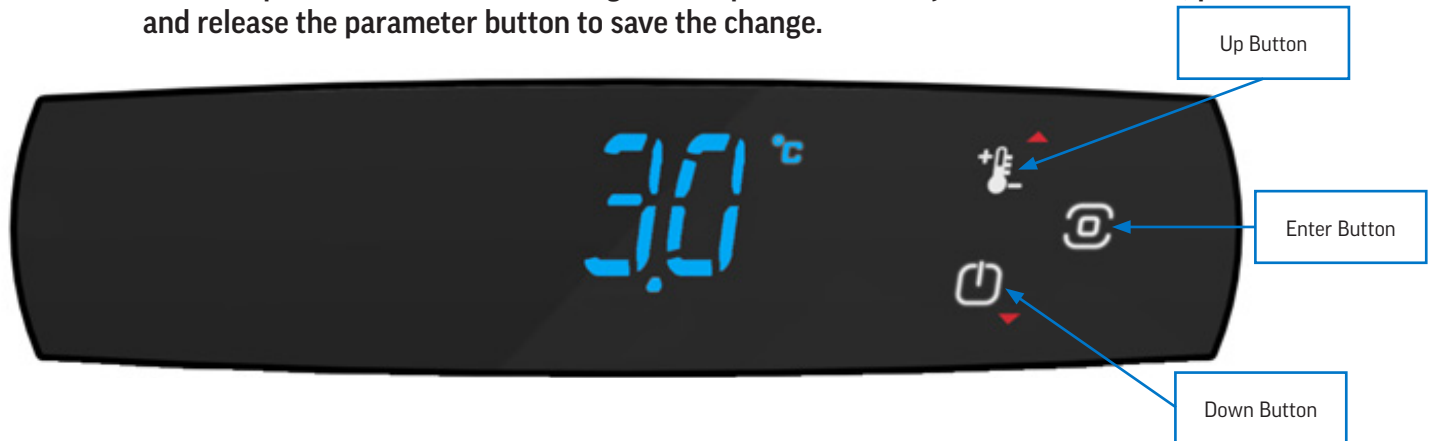 and release the parameter button to save the change.
Up Button
3.0 °C
Enter Button
Down Button